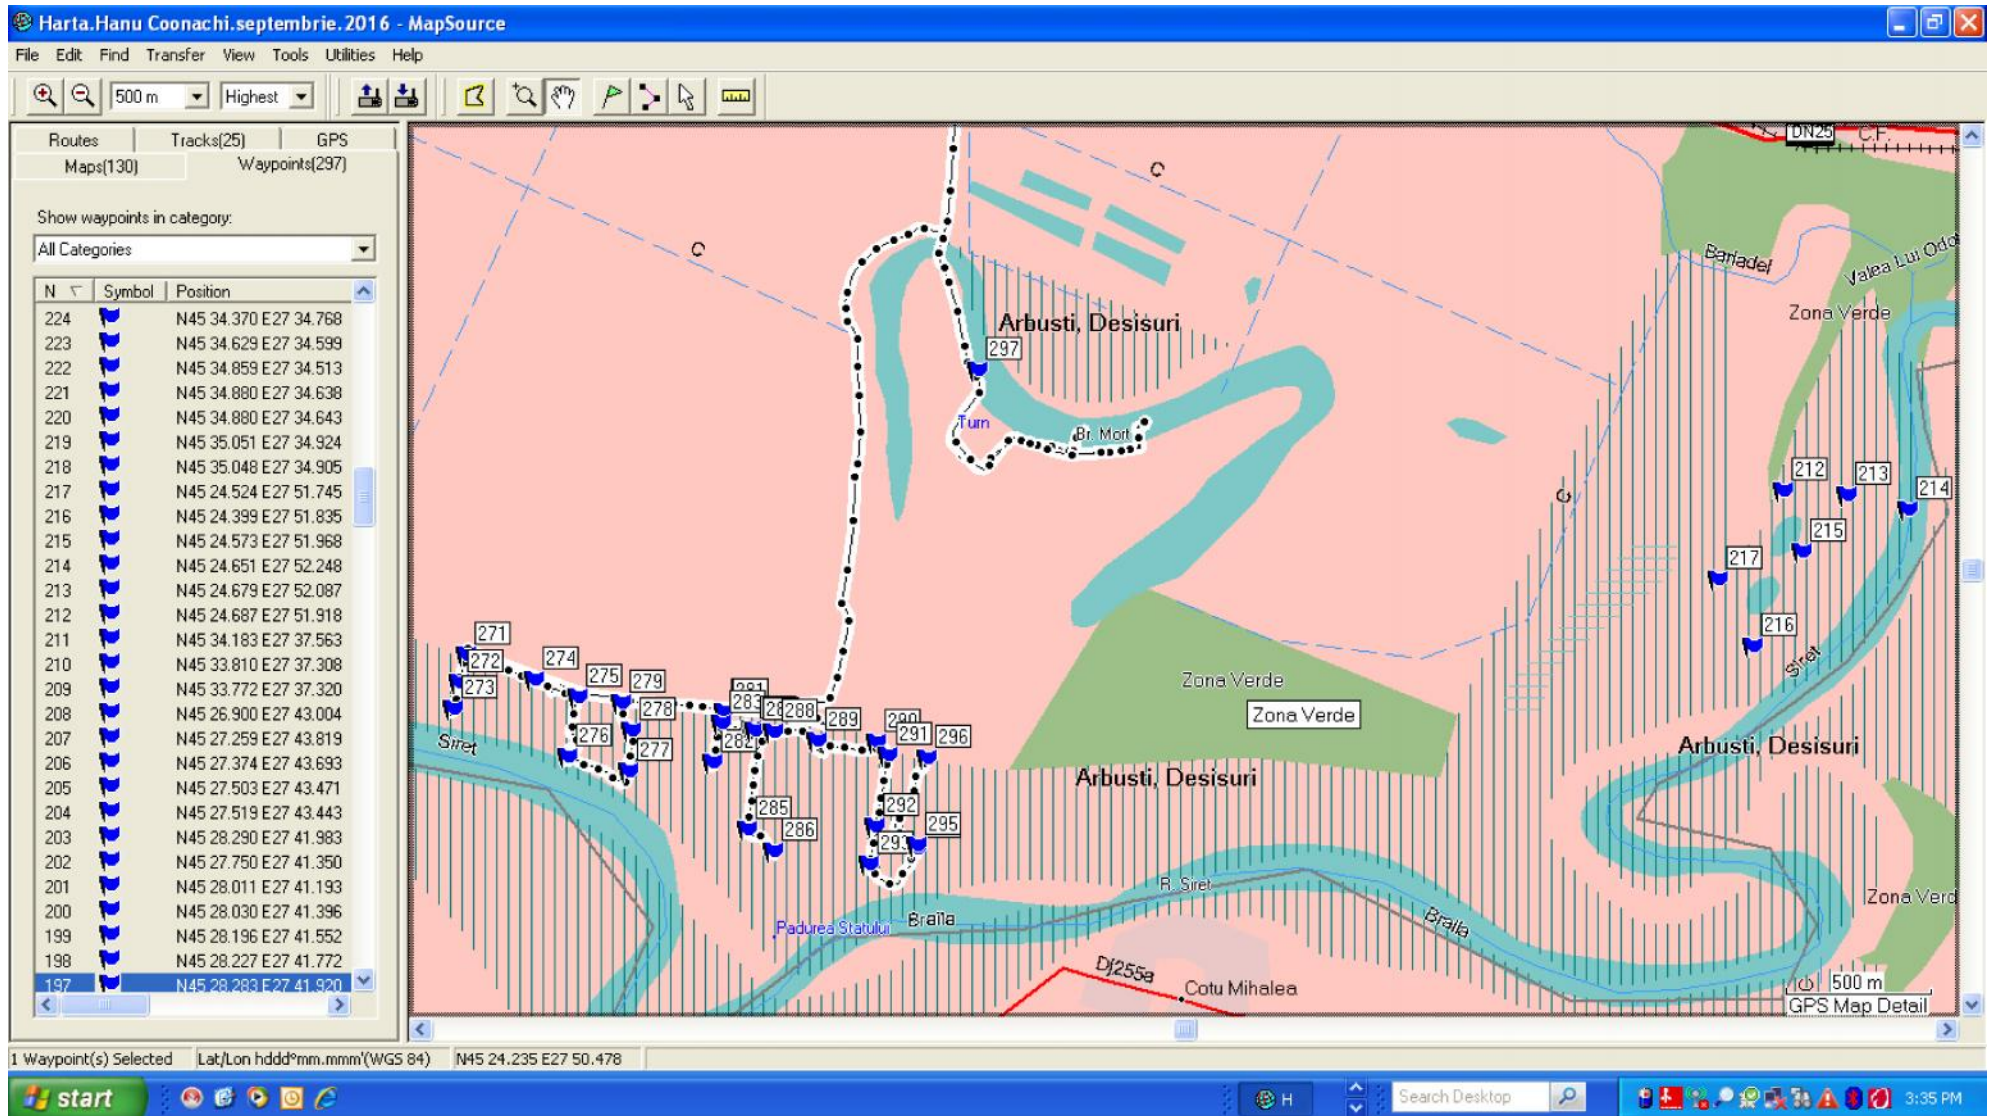 Harta.Hanu Coonachi.septembrie.2016 - MapSource
File Edit Find Transfer View Tools Utilities Help
500 m Highest
Routes Tracks(25) GPS
Maps(130) Waypoints(297)
Show waypoints in category:
All Categories
N Symbol Position
224 N45 34.370 E27 34.768
223 N45 34.629 E27 34.599
222 N45 34.859 E27 34.513
221 N45 34.880 E27 34.638
220 N45 34.880 E27 34.643
219 N45 35.051 E27 34.924
218 N45 35.048 E27 34.905
217 N45 24.524 E27 51.745
216 N45 24.399 E27 51.835
215 N45 24.573 E27 51.968
214 N45 24.651 E27 52.248
213 N45 24.679 E27 52.087
212 N45 24.687 E27 51.918
211 N45 34.183 E27 37.563
210 N45 33.810 E27 37.308
209 N45 33.772 E27 37.320
208 N45 26.900 E27 43.004
207 N45 27.259 E27 43.819
206 N45 27.374 E27 43.693
205 N45 27.503 E27 43.471
204 N45 27.519 E27 43.443
203 N45 28.290 E27 41.983
202 N45 27.750 E27 41.350
201 N45 28.011 E27 41.193
200 N45 28.030 E27 41.396
199 N45 28.196 E27 41.552
198 N45 28.227 E27 41.772
197 N45 28.283 E27 41.920
DN25 C.F.
C
C
Barladel
Valea Lui Odo
Zona Verde
Arbusti, Desisuri
297
Turn
Br. Mort
C
212
213
214
215
217
216
Siret
271
272
273
274
275
279
278
276
277
283
282
288
289
290
291
296
285
286
292
293
295
Zona Verde
Zona Verde
Arbusti, Desisuri
Arbusti, Desisuri
Siret
R. Siret
Padurea Statului
Braila
Braila
Zona Verd
Dj255a
Cotu Mihalea
500 m
GPS Map Detail
1 Waypoint(s) Selected Lat/Lon hddd°mm.mmm'(WGS 84) N45 24.235 E27 50.478
start H Search Desktop 3:35 PM